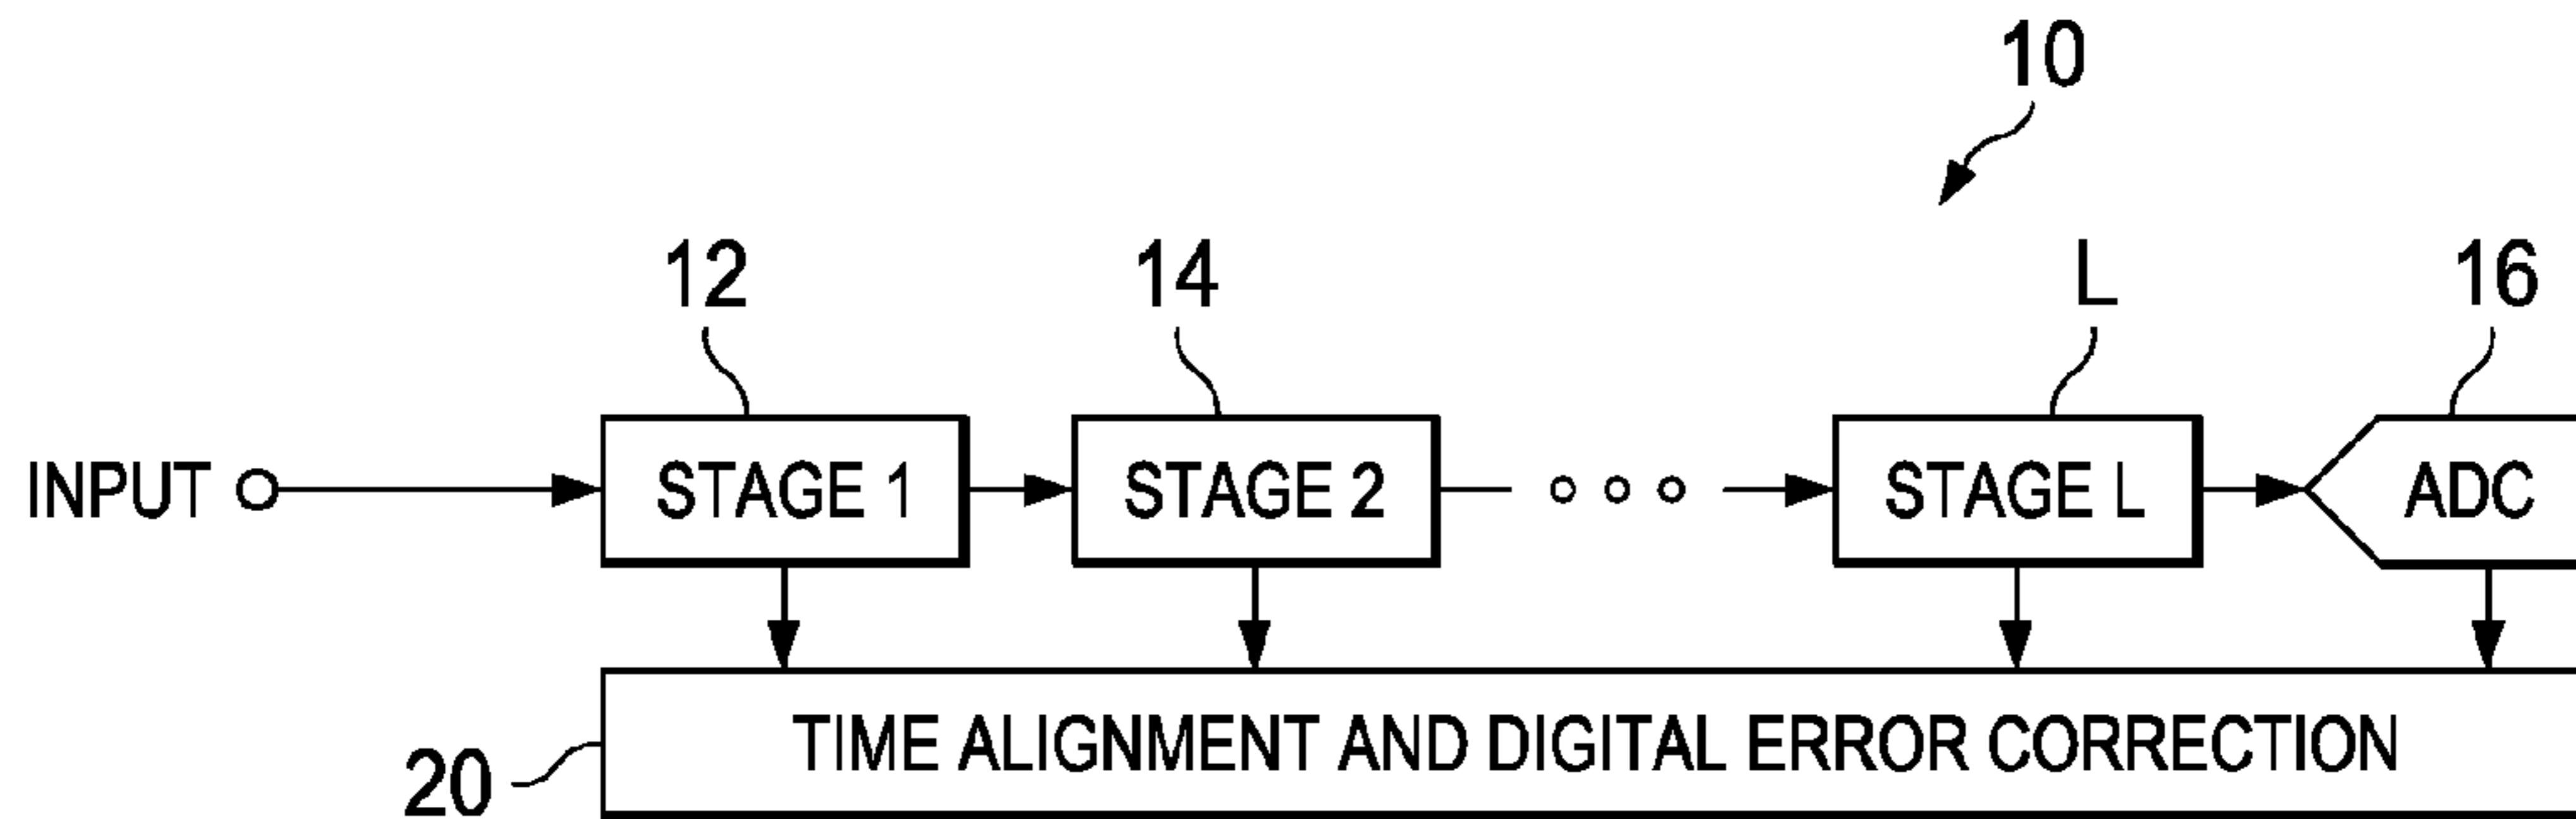 10
12 14 L 16
INPUT STAGE 1 STAGE 2 STAGE L ADC
TIME ALIGNMENT AND DIGITAL ERROR CORRECTION
20